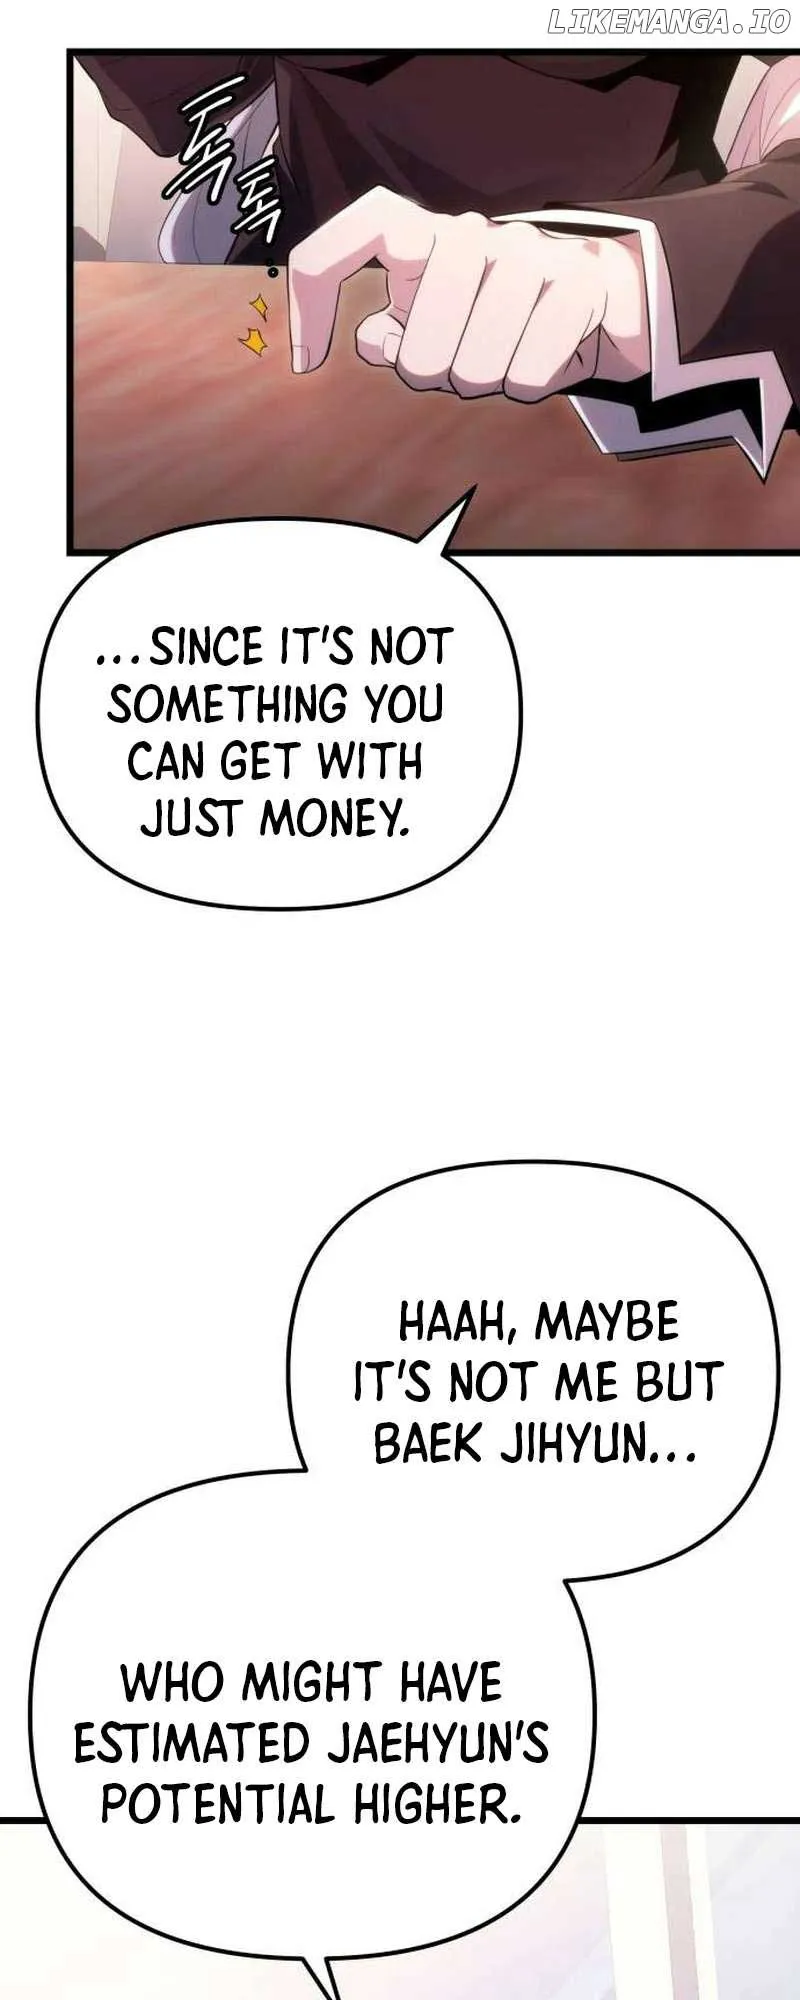 LIKEMANGA.IO
톡
톡
...SINCE IT'S NOT
SOMETHING YOU
CAN GET WITH
JUST MONEY.
HAAH, MAYBE
IT'S NOT ME BUT
BAEK JIHYUN...
WHO MIGHT HAVE
ESTIMATED JAEHYUN'S
POTENTIAL HIGHER.